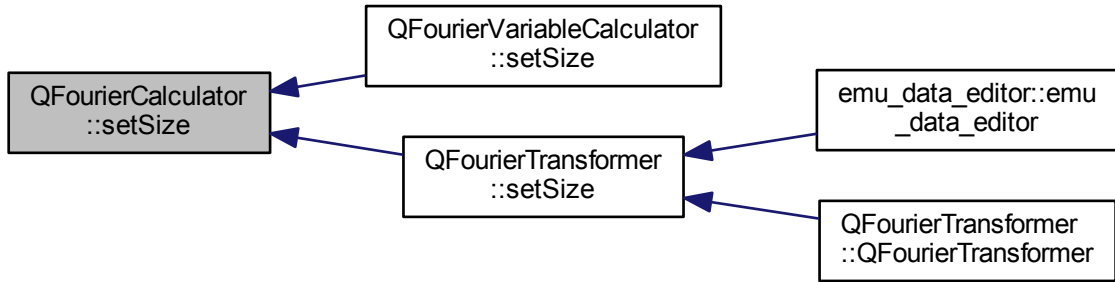 QFourierCalculator
::setSize
QFourierVariableCalculator
::setSize
QFourierTransformer
::setSize
emu_data_editor::emu
_data_editor
QFourierTransformer
::QFourierTransformer